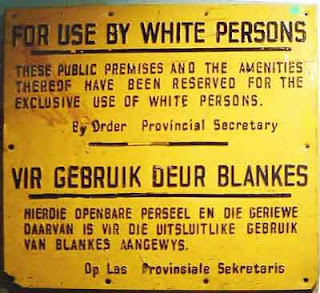 FOR USE BY WHITE PERSONS
THESE PUBLIC PREMISES AND THE AMENITIES
THEREOF HAVE BEEN RESERVED FOR THE
EXCLUSIVE USE OF WHITE PERSONS.
By Order Provincial Secretary
VIR GEBRUIK DEUR BLANKES
HIERDIE OPENBARE PERSEEL EN DIE GERIEWE
DAARVAN IS VIR DIE UITSLUITLIKE GEBRUIK
VAN BLANKES AANGEWYS.
Op Las Provinsiale Sekretaris